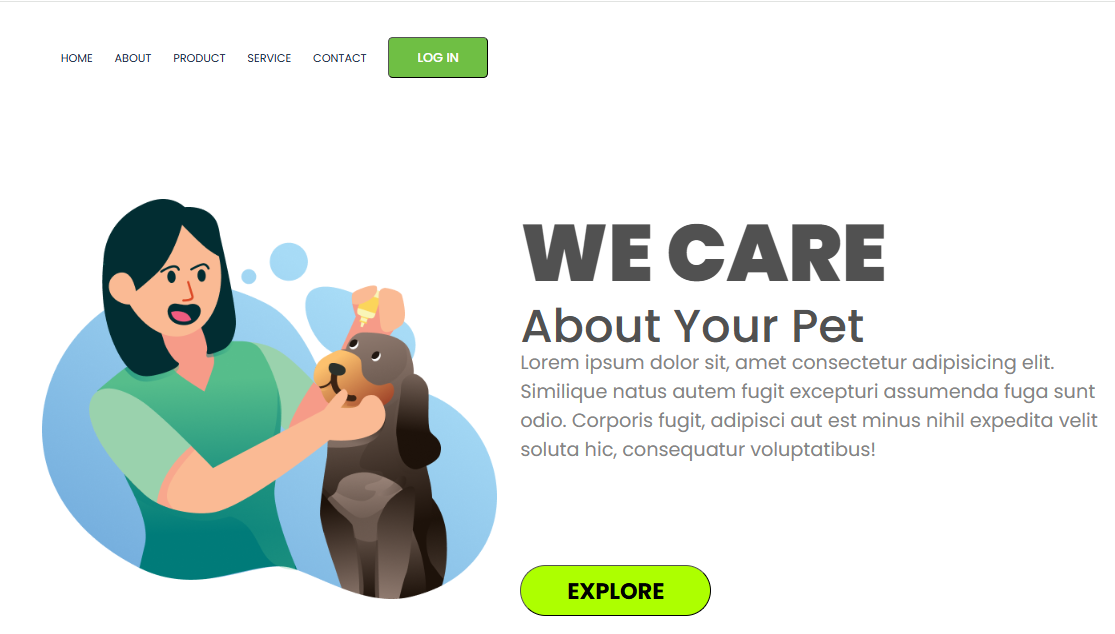 HOME ABOUT PRODUCT SERVICE CONTACT LOG IN
WE CARE
About Your Pet
Lorem ipsum dolor sit, amet consectetur adipisicing elit.
Similique natus autem fugit excepturi assumenda fuga sunt
odio. Corporis fugit, adipisci aut est minus nihil expedita velit
soluta hic, consequatur voluptatibus!
EXPLORE